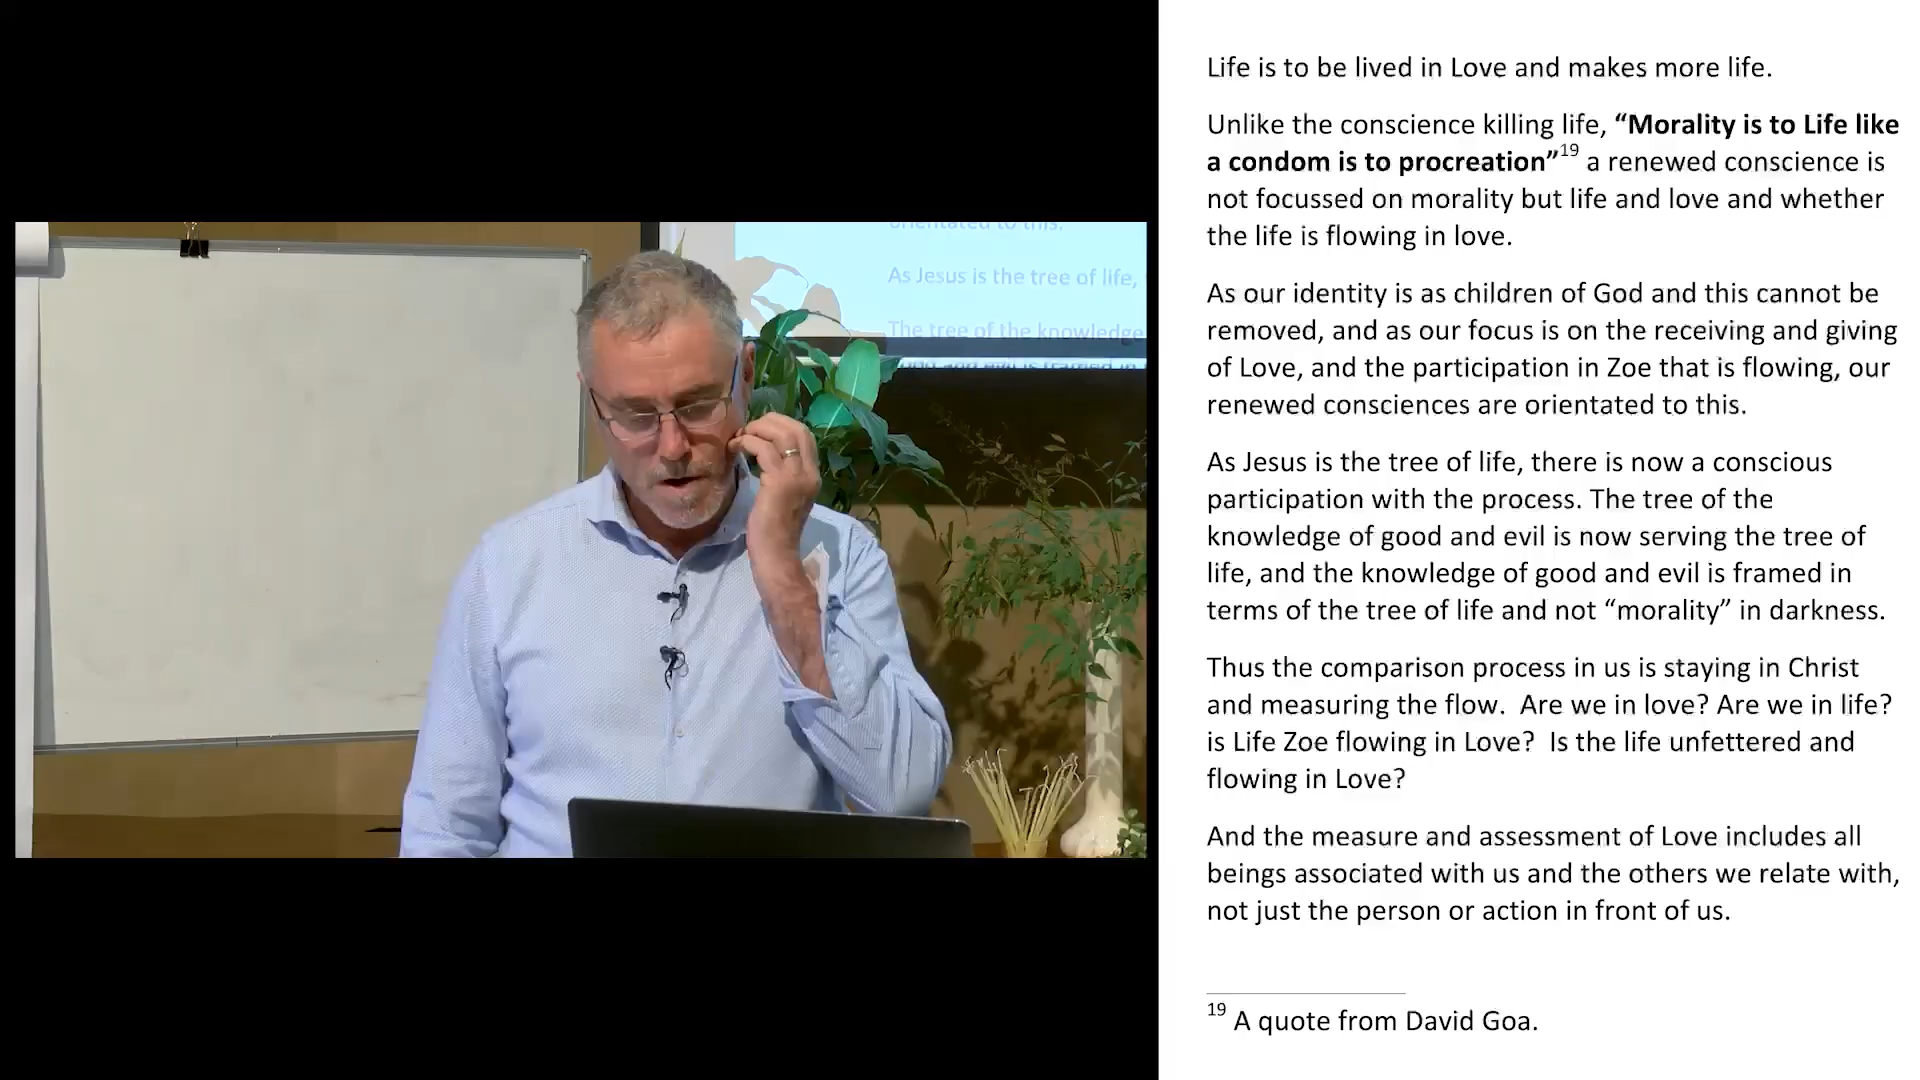 orientated to this.
As Jesus is the tree of life,
The tree of the knowledge
Life is to be lived in Love and makes more life.
Unlike the conscience killing life, “Morality is to Life like
a condom is to procreation”19 a renewed conscience is
not focussed on morality but life and love and whether
the life is flowing in love.
As our identity is as children of God and this cannot be
removed, and as our focus is on the receiving and giving
of Love, and the participation in Zoe that is flowing, our
renewed consciences are orientated to this.
As Jesus is the tree of life, there is now a conscious
participation with the process. The tree of the
knowledge of good and evil is now serving the tree of
life, and the knowledge of good and evil is framed in
terms of the tree of life and not “morality” in darkness.
Thus the comparison process in us is staying in Christ
and measuring the flow.  Are we in love? Are we in life?
is Life Zoe flowing in Love?  Is the life unfettered and
flowing in Love?
And the measure and assessment of Love includes all
beings associated with us and the others we relate with,
not just the person or action in front of us.
19 A quote from David Goa.